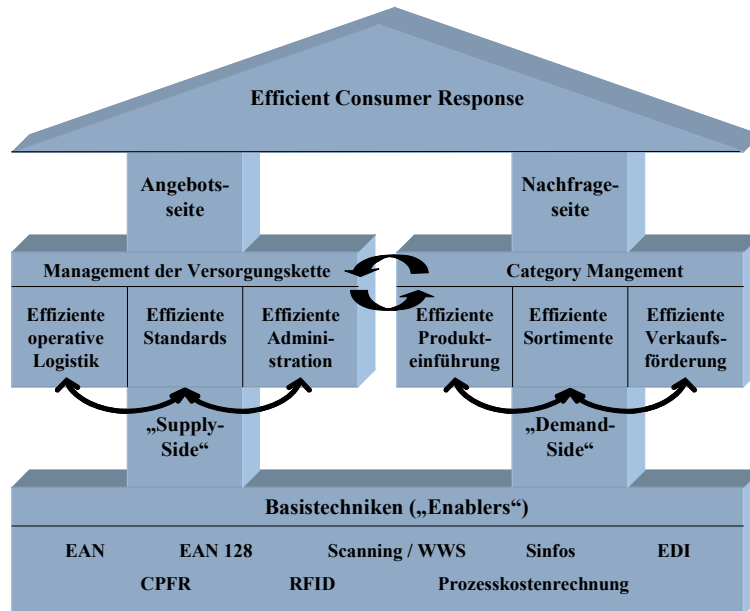 Efficient Consumer Response
Angebots-
seite
Nachfrage-
seite
Management der Versorgungskette
Category Mangement
Effiziente
operative
Logistik
Effiziente
Standards
Effiziente
Admini-
stration
Effiziente
Produkt-
einführung
Effiziente
Sortimente
Effiziente
Verkaufs-
förderung
„Supply-
Side“
„Demand-
Side“
Basistechniken („Enablers“)
EAN EAN 128 Scanning / WWS Sinfos EDI
CPFR RFID Prozesskostenrechnung